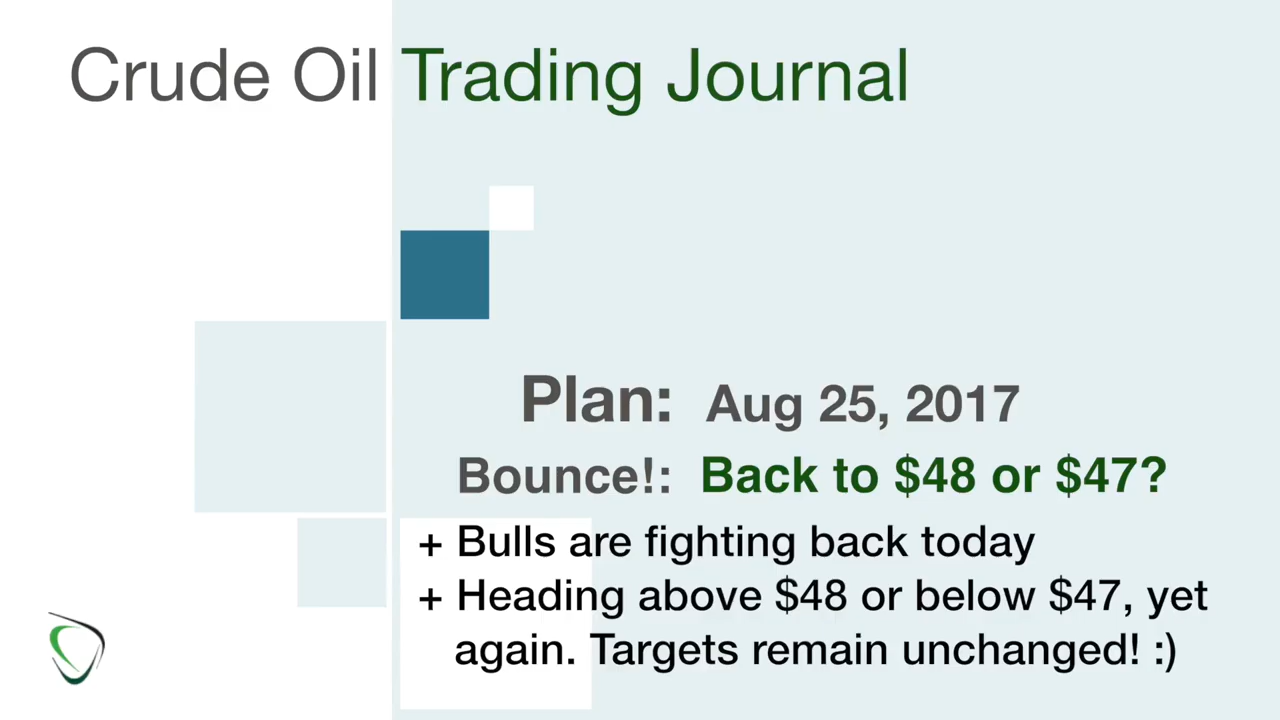 Crude Oil Trading Journal
Plan: Aug 25, 2017
Bounce!: Back to $48 or $47?
+ Bulls are fighting back today
+ Heading above $48 or below $47, yet
again. Targets remain unchanged! :)